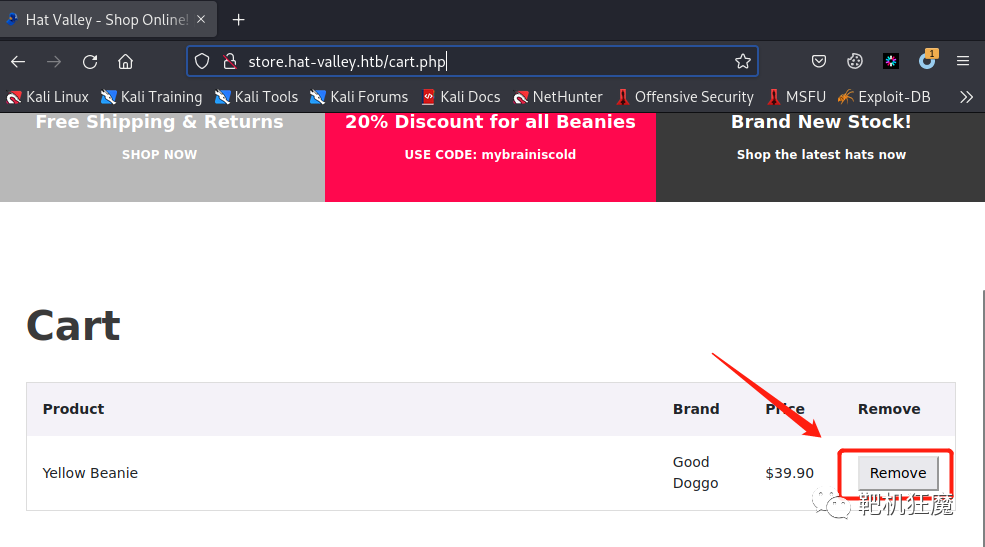 Hat Valley - Shop Online!
store.hat-valley.htb/cart.php
1
Kali Linux Kali Training Kali Tools Kali Forums Kali Docs NetHunter Offensive Security MSFU Exploit-DB
Free Shipping & Returns
SHOP NOW
20% Discount for all Beanies
USE CODE: mybrainiscold
Brand New Stock!
Shop the latest hats now
Cart
Product Brand Price Remove
Yellow Beanie Good Doggo $39.90 Remove
靶机狂魔